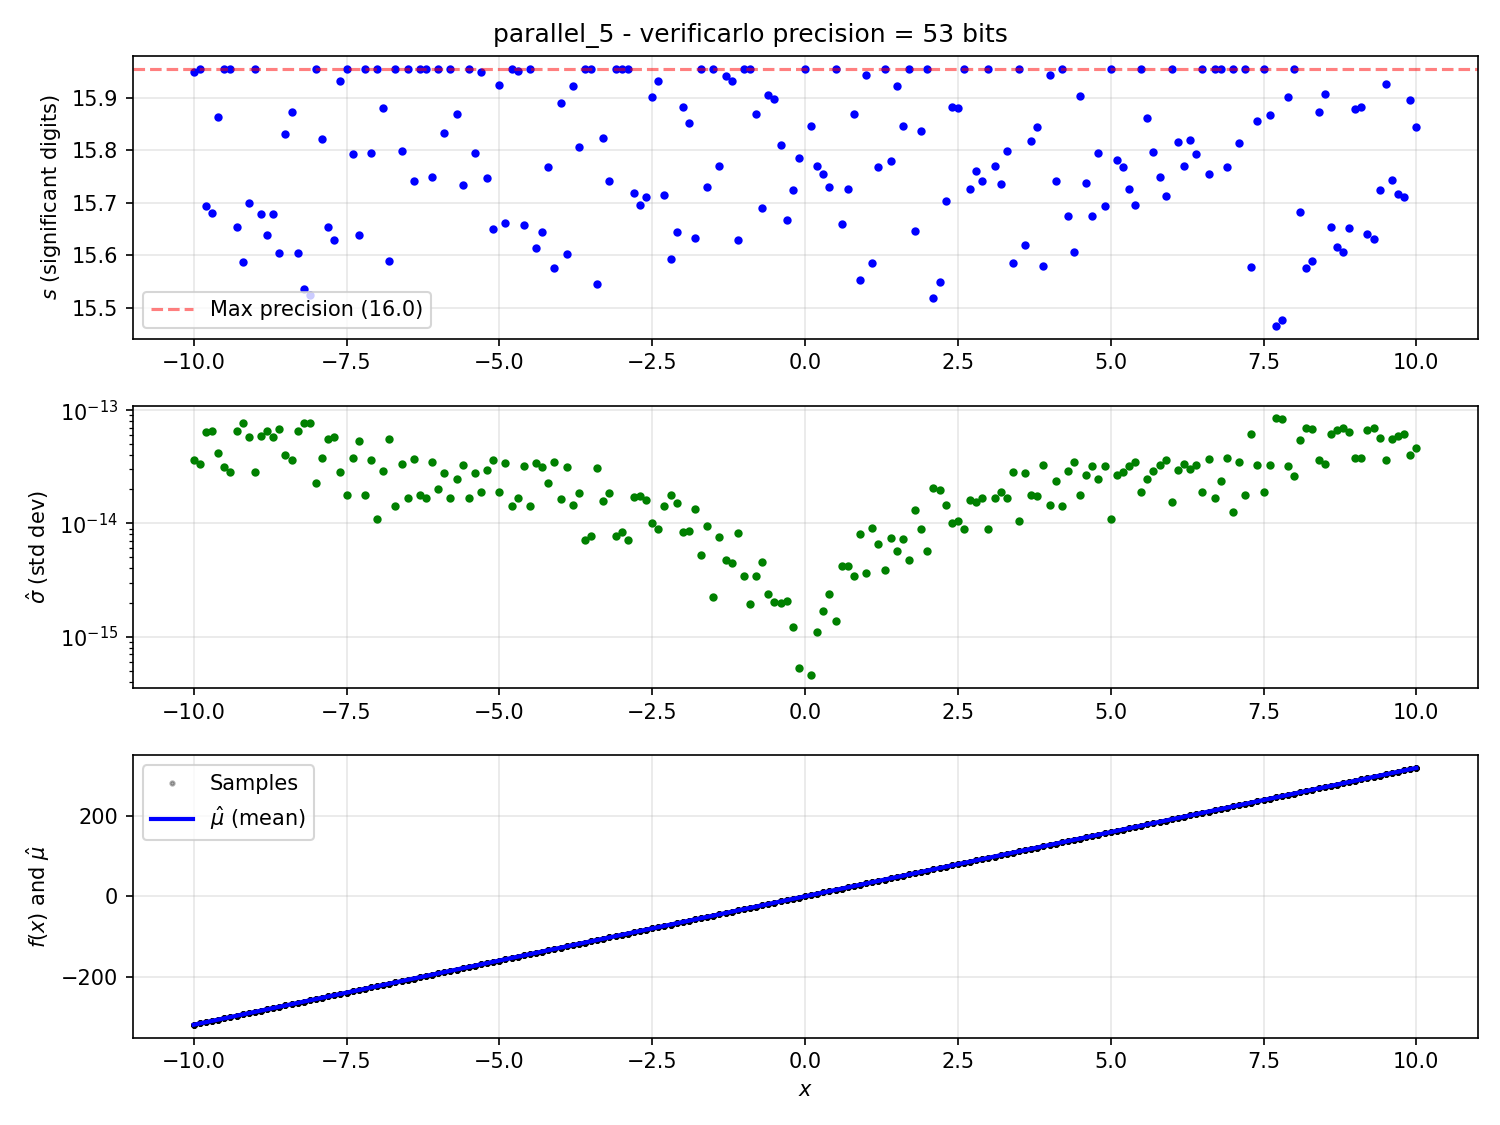 parallel_5 - verificarlo precision = 53 bits
s (significant digits)
15.9
15.8
15.7
15.6
15.5
Max precision (16.0)
−10.0 −7.5 −5.0 −2.5 0.0 2.5 5.0 7.5 10.0
σ̂ (std dev)
10⁻¹³
10⁻¹⁴
10⁻¹⁵
−10.0 −7.5 −5.0 −2.5 0.0 2.5 5.0 7.5 10.0
f(x) and μ̂
200
0
−200
Samples
μ̂ (mean)
−10.0 −7.5 −5.0 −2.5 0.0 2.5 5.0 7.5 10.0
x